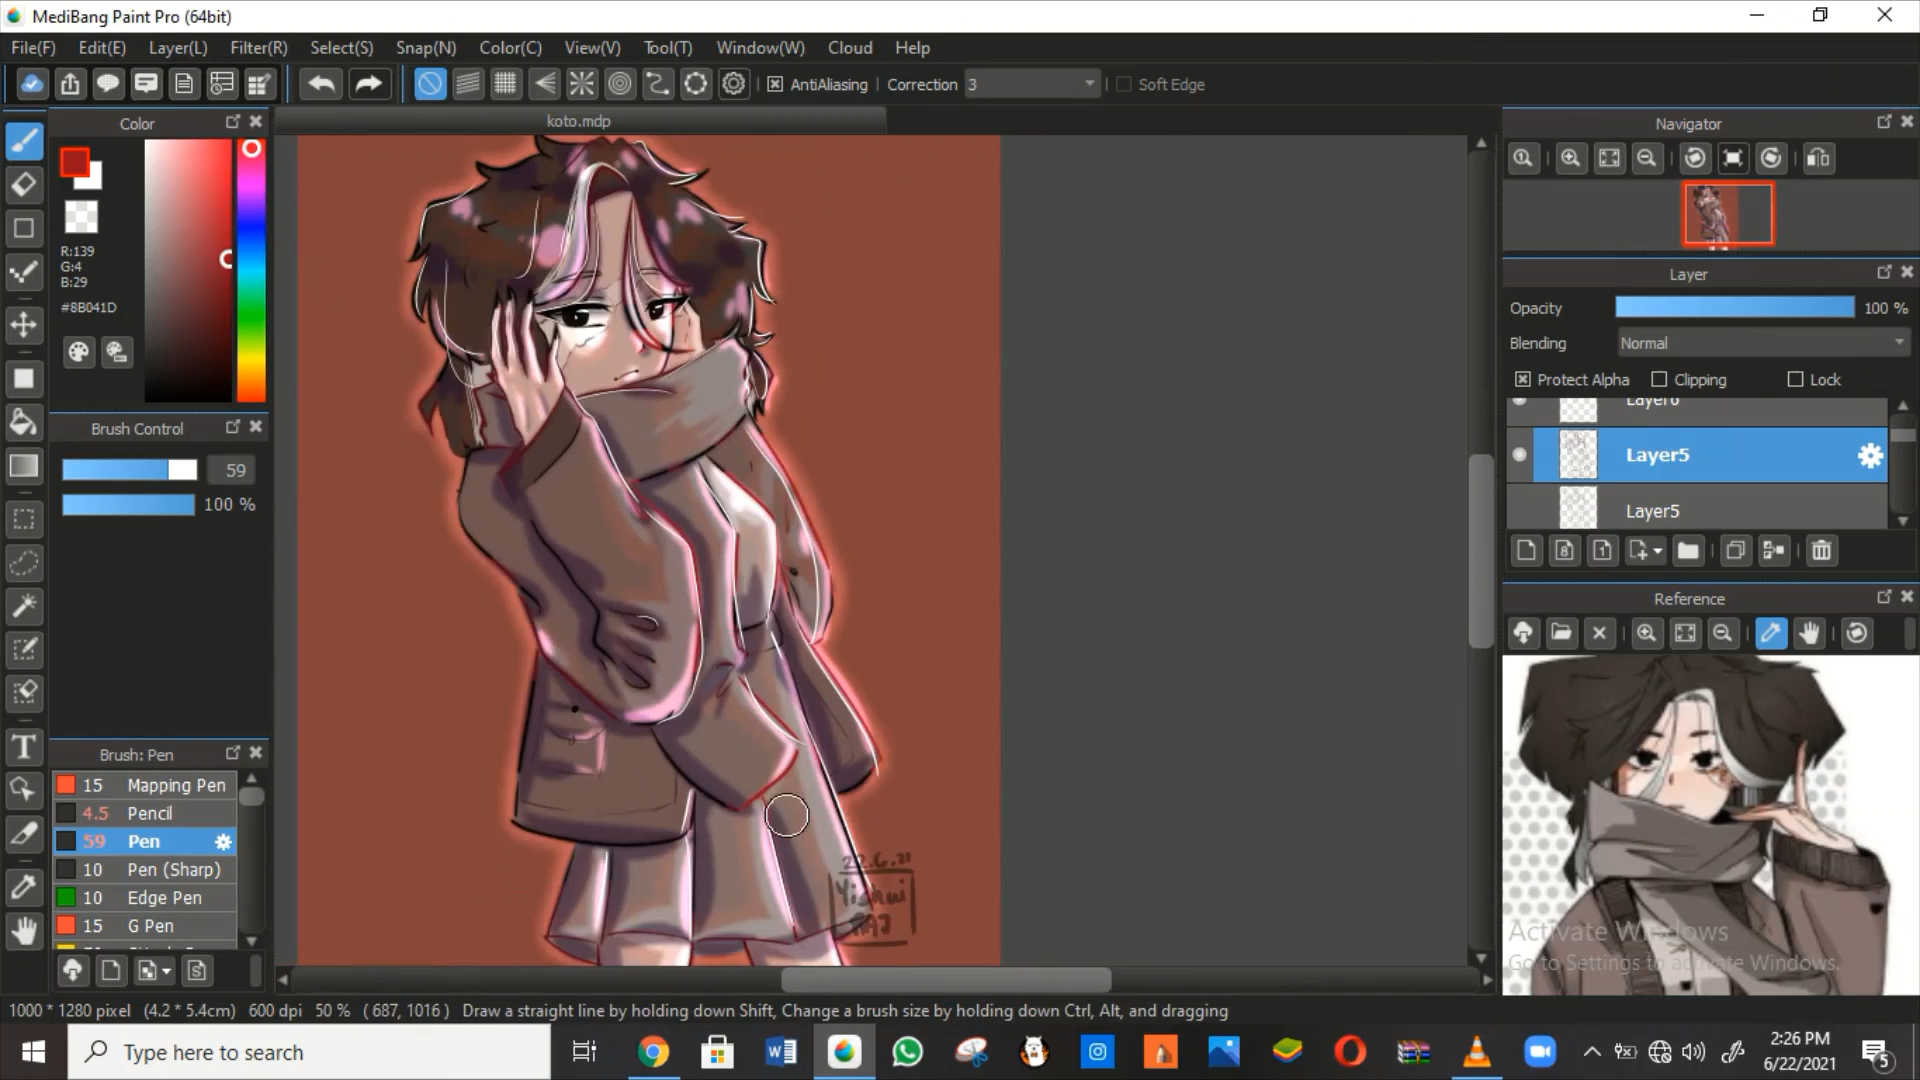 MediBang Paint Pro (64bit)
File(F) Edit(E) Layer(L) Filter(R) Select(S) Snap(N) Color(C) View(V) Tool(T) Window(W) Cloud Help
AntiAliasing Correction 3 Soft Edge
Color
koto.mdp
Navigator
R:139
G:4
B:29
#8B041D
Layer
Opacity 100 %
Blending Normal
Protect Alpha Clipping Lock
Layer6
Layer5
Layer5
Brush Control
59
100 %
Reference
Brush: Pen
15 Mapping Pen
4.5 Pencil
59 Pen
10 Pen (Sharp)
10 Edge Pen
15 G Pen
22.6.21
Activate Windows
Go to Settings to activate Windows.
1000 * 1280 pixel (4.2 * 5.4cm) 600 dpi 50 % ( 687, 1016 ) Draw a straight line by holding down Shift, Change a brush size by holding down Ctrl, Alt, and dragging
Type here to search
2:26 PM
6/22/2021
5